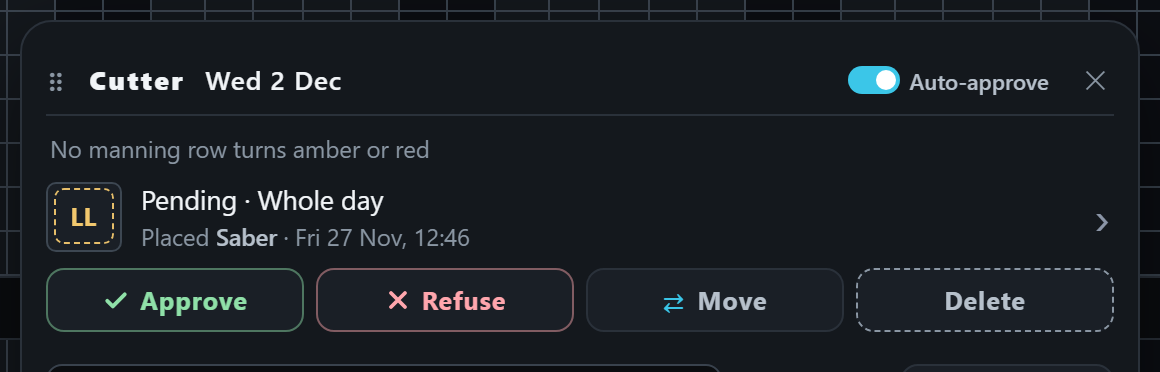 Cutter Wed 2 Dec Auto-approve
No manning row turns amber or red
LL Pending · Whole day
Placed Saber · Fri 27 Nov, 12:46
Approve Refuse Move Delete